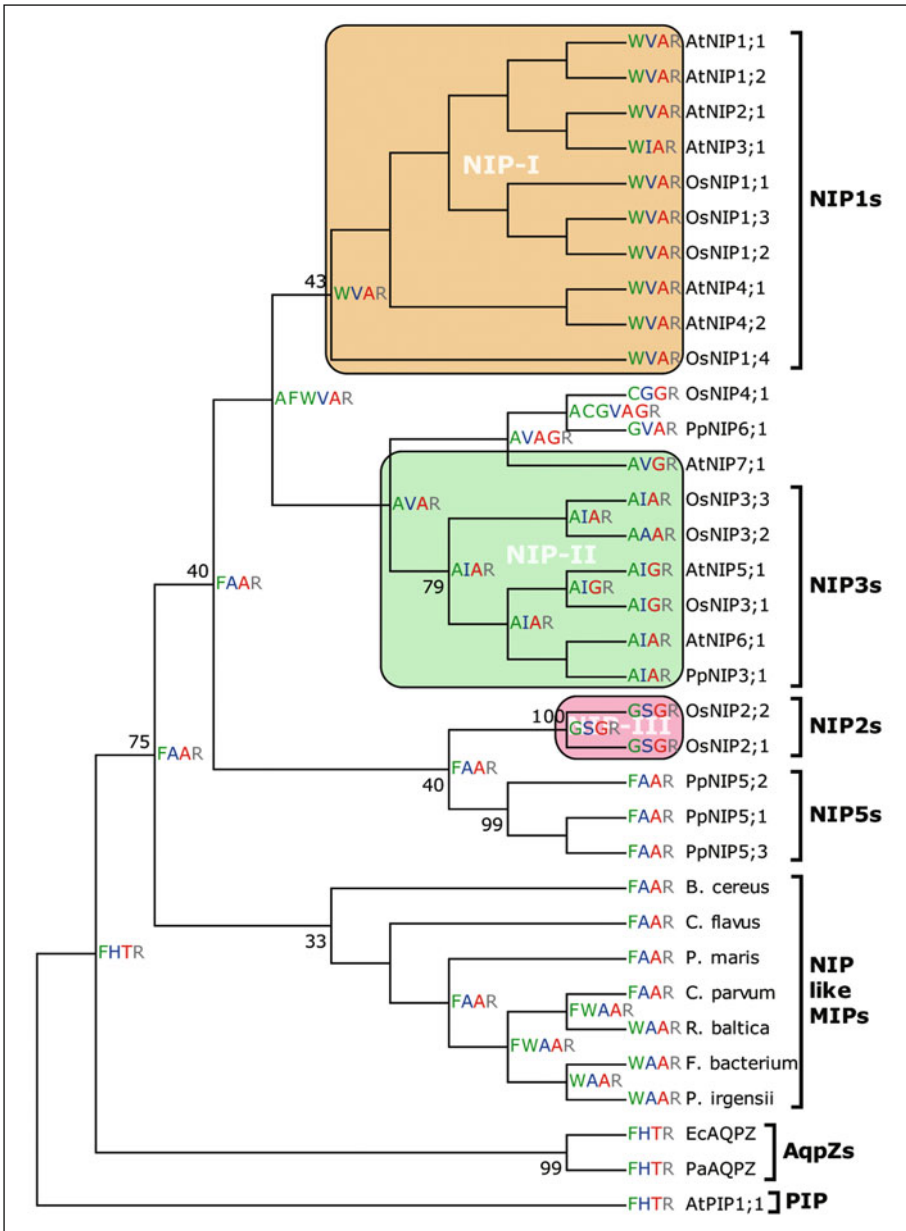 WVAR AtNIP1;1
WVAR AtNIP1;2
WVAR AtNIP2;1
WIAR AtNIP3;1
NIP-I
WVAR OsNIP1;1
NIP1s
WVAR OsNIP1;3
WVAR OsNIP1;2
43
WVAR
WVAR AtNIP4;1
WVAR AtNIP4;2
WVAR OsNIP1;4
AFWVAR
CGGR OsNIP4;1
ACGVAGR
GVAR PpNIP6;1
AVAGR
AVGR AtNIP7;1
AVAR
AIAR OsNIP3;3
AIAR
AAAR OsNIP3;2
NIP-II
40
FAAR
79
AIAR
AIGR AtNIP5;1
AIGR
NIP3s
AIGR OsNIP3;1
AIAR
AIAR AtNIP6;1
AIAR PpNIP3;1
100
GSGR OsNIP2;2
NIP-III
GSGR
NIP2s
GSGR OsNIP2;1
75
FAAR
FAAR
40
FAAR PpNIP5;2
99
FAAR PpNIP5;1
NIP5s
FAAR PpNIP5;3
FAAR B. cereus
33
FAAR C. flavus
FHTR
FAAR P. maris
FAAR
NIP
like
MIPs
FAAR C. parvum
FWAAR
WAAR R. baltica
FWAAR
WAAR F. bacterium
WAAR
WAAR P. irgensii
FHTR EcAQPZ
AqpZs
99
FHTR PaAQPZ
FHTR AtPIP1;1
PIP